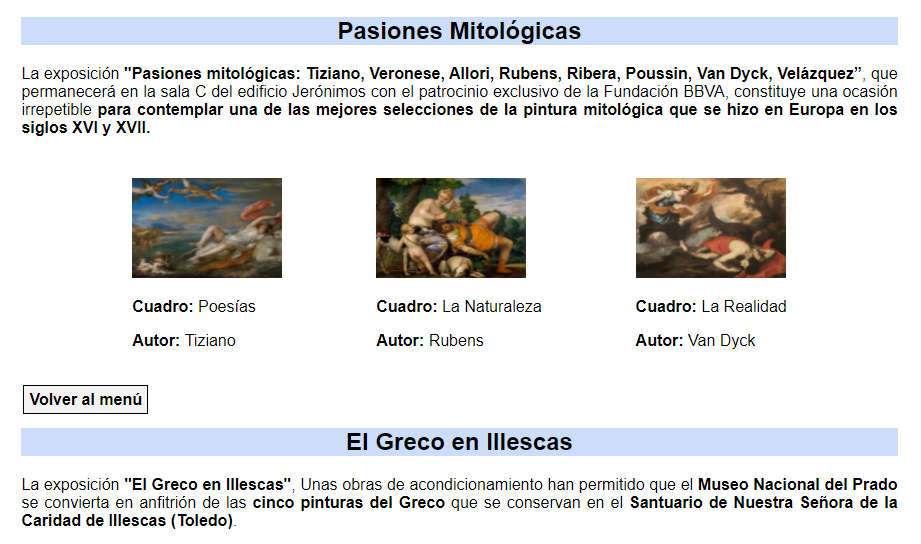 Pasiones Mitológicas
La exposición "Pasiones mitológicas: Tiziano, Veronese, Allori, Rubens, Ribera, Poussin, Van Dyck, Velázquez”, que
permanecerá en la sala C del edificio Jerónimos con el patrocinio exclusivo de la Fundación BBVA, constituye una ocasión
irrepetible para contemplar una de las mejores selecciones de la pintura mitológica que se hizo en Europa en los
siglos XVI y XVII.
Cuadro: Poesías
Autor: Tiziano
Cuadro: La Naturaleza
Autor: Rubens
Cuadro: La Realidad
Autor: Van Dyck
Volver al menú
El Greco en Illescas
La exposición "El Greco en Illescas", Unas obras de acondicionamiento han permitido que el Museo Nacional del Prado
se convierta en anfitrión de las cinco pinturas del Greco que se conservan en el Santuario de Nuestra Señora de la
Caridad de Illescas (Toledo).